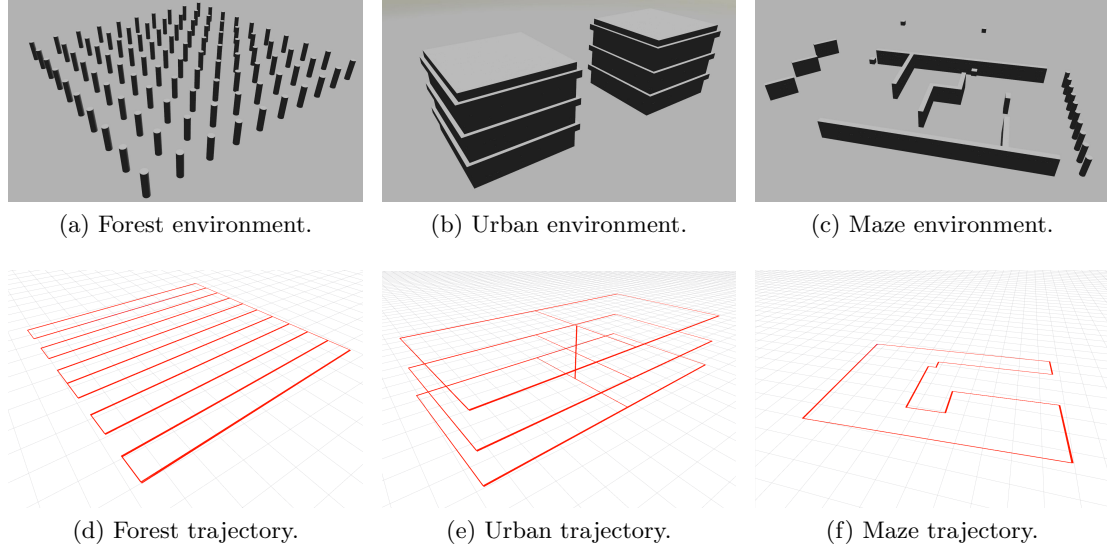 (a) Forest environment.
(b) Urban environment.
(c) Maze environment.
(d) Forest trajectory.
(e) Urban trajectory.
(f) Maze trajectory.